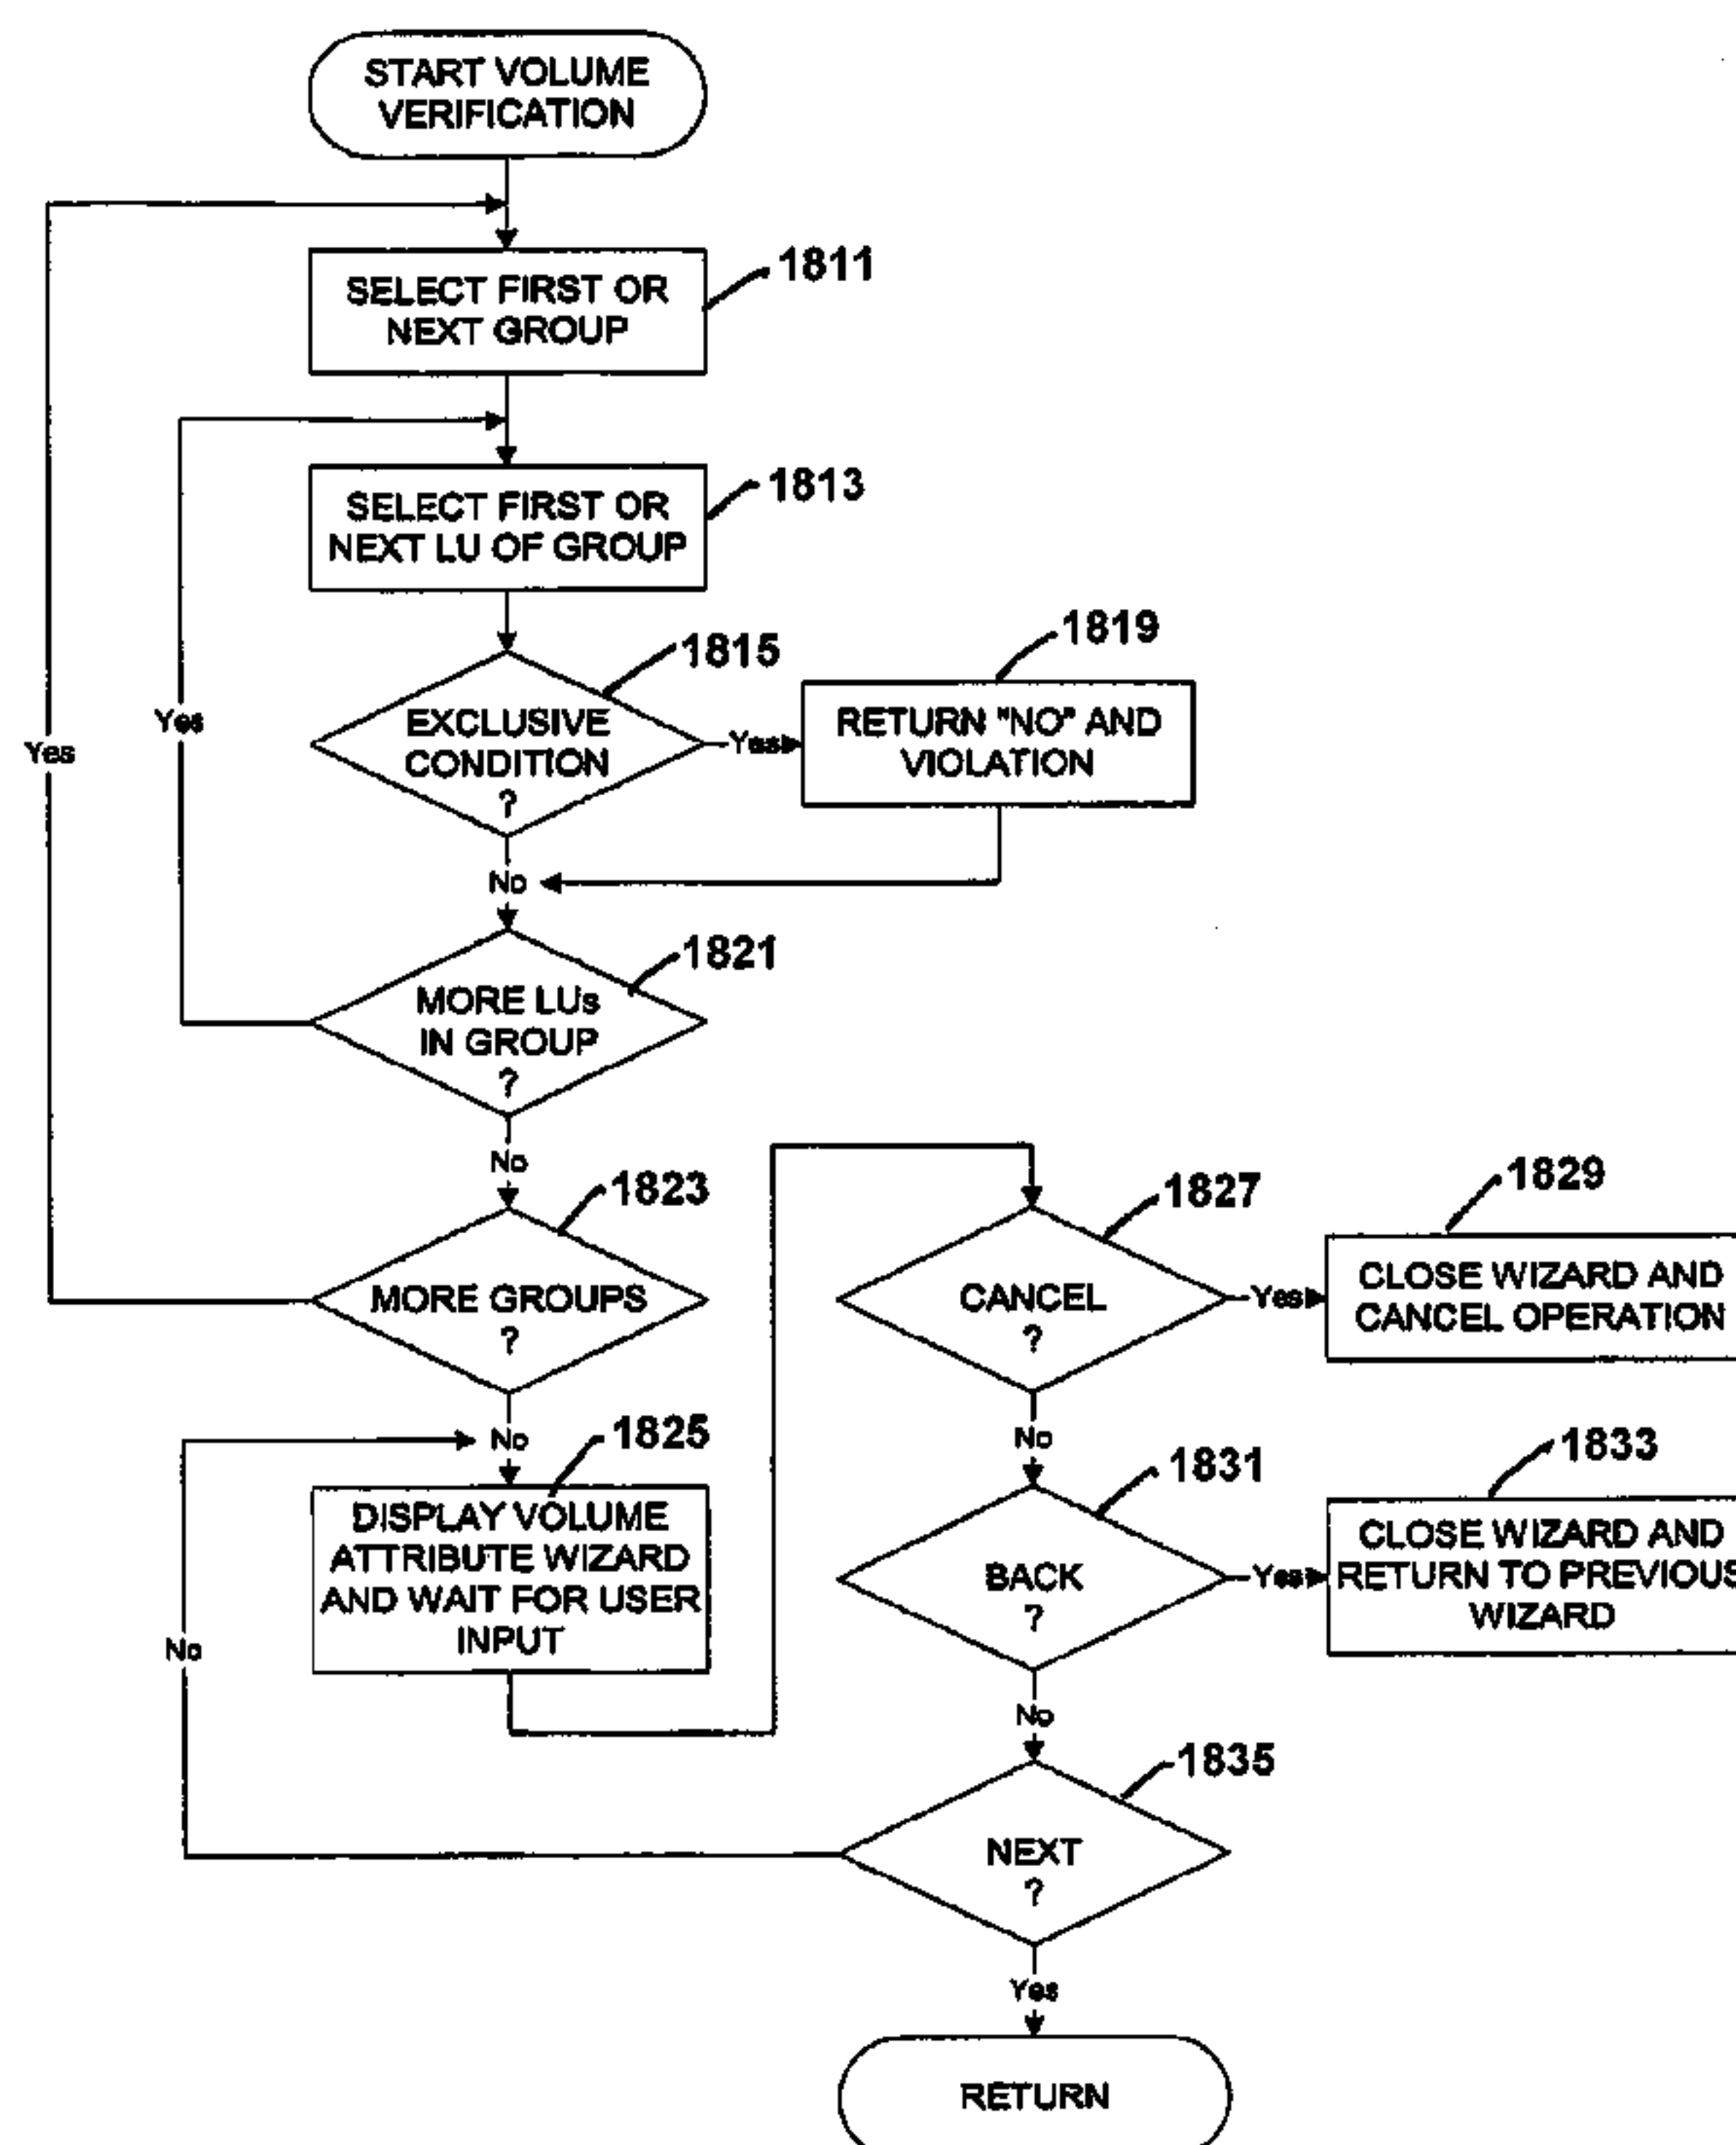 START VOLUME
VERIFICATION
1811
SELECT FIRST OR
NEXT GROUP
1813
SELECT FIRST OR
NEXT LU OF GROUP
1815
EXCLUSIVE
CONDITION
?
Yes
1819
RETURN "NO" AND
VIOLATION
No
Yes
Yes
1821
MORE LUs
IN GROUP
?
No
1823
MORE GROUPS
?
No
1825
DISPLAY VOLUME
ATTRIBUTE WIZARD
AND WAIT FOR USER
INPUT
No
1827
CANCEL
?
Yes
1829
CLOSE WIZARD AND
CANCEL OPERATION
No
1831
BACK
?
Yes
1833
CLOSE WIZARD AND
RETURN TO PREVIOUS
WIZARD
No
1835
NEXT
?
Yes
RETURN